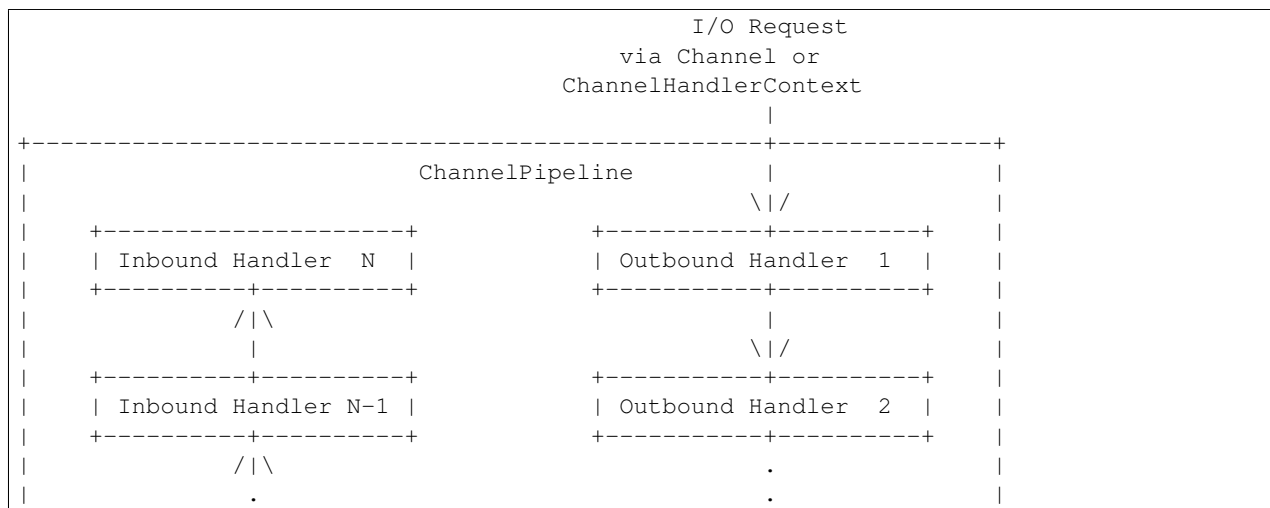 I/O Request
via Channel or
ChannelHandlerContext
|
+---------------------------------------------------+---------------+
| ChannelPipeline | |
| \|/ |
| +---------------------+ +-----------+----------+ |
| | Inbound Handler N | | Outbound Handler 1 | |
| +----------+----------+ +-----------+----------+ |
| /|\ | |
| | \|/ |
| +----------+----------+ +-----------+----------+ |
| | Inbound Handler N-1 | | Outbound Handler 2 | |
| +----------+----------+ +-----------+----------+ |
| /|\ . |
| . . |